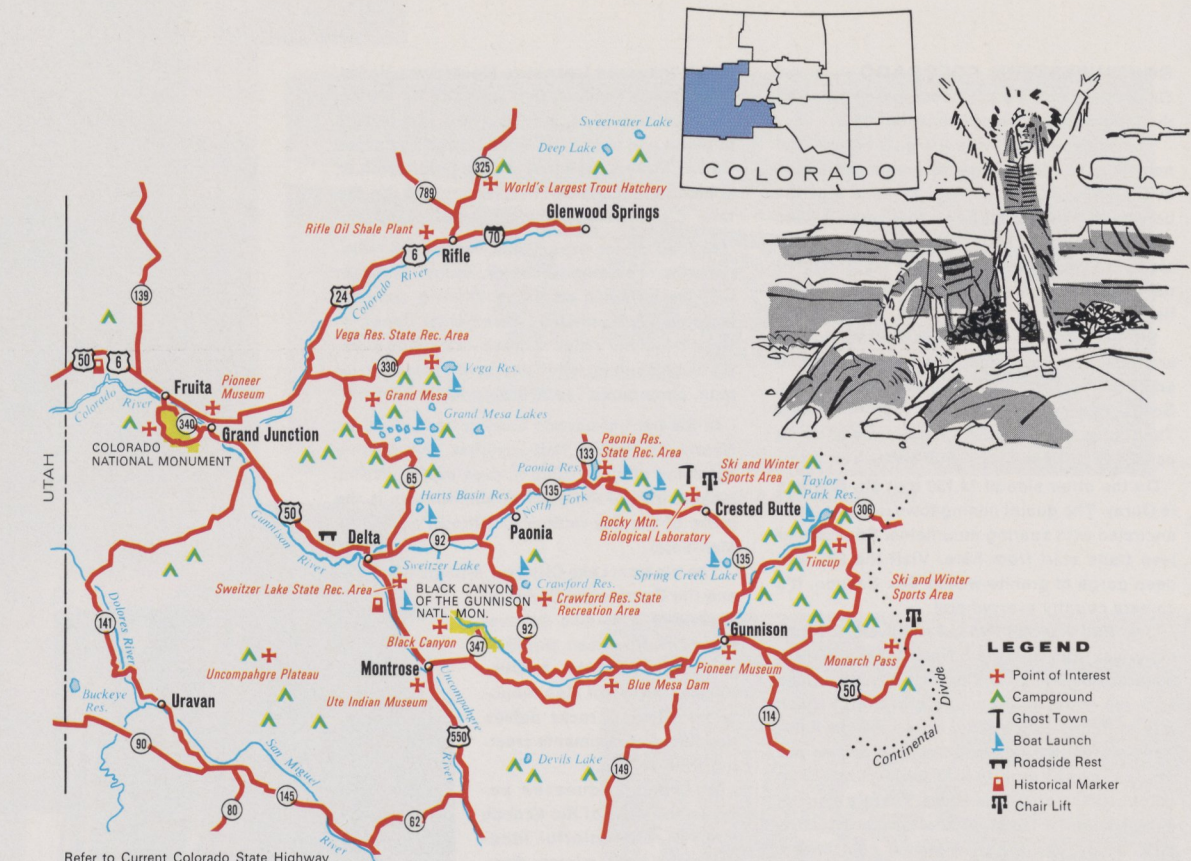 COLORADO
Sweetwater Lake
Deep Lake
325
World's Largest Trout Hatchery
789
Glenwood Springs
Rifle Oil Shale Plant
70
6
Rifle
Colorado River
24
139
Vega Res. State Rec. Area
330
Vega Res.
50
6
Fruita
Pioneer
Museum
Grand Mesa
Colorado River
340
Grand Junction
Grand Mesa Lakes
COLORADO
NATIONAL MONUMENT
UTAH
133
Paonia Res.
State Rec. Area
Paonia Res.
65
135
North Fork
Ski and Winter
Sports Area
Taylor
Park Res.
306
Harts Basin Res.
50
Gunnison
River
Delta
92
Paonia
Rocky Mtn.
Biological Laboratory
Crested Butte
135
Tincup
Sweitzer Lake
Sweitzer Lake State Rec. Area
Spring Creek Lake
Crawford Res.
Crawford Res. State
Recreation Area
BLACK CANYON
OF THE GUNNISON
NATL. MON.
92
Ski and Winter
Sports Area
Dolores River
141
Black Canyon
347
Gunnison
Pioneer Museum
Monarch Pass
Montrose
Uncompahgre Plateau
Ute Indian Museum
Blue Mesa Dam
50
Buckeye
Res.
Uravan
Uncompahgre
River
550
114
Continental Divide
90
San Miguel
River
Devils Lake
149
145
80
62
LEGEND
Point of Interest
Campground
Ghost Town
Boat Launch
Roadside Rest
Historical Marker
Chair Lift
Refer to Current Colorado State Highway